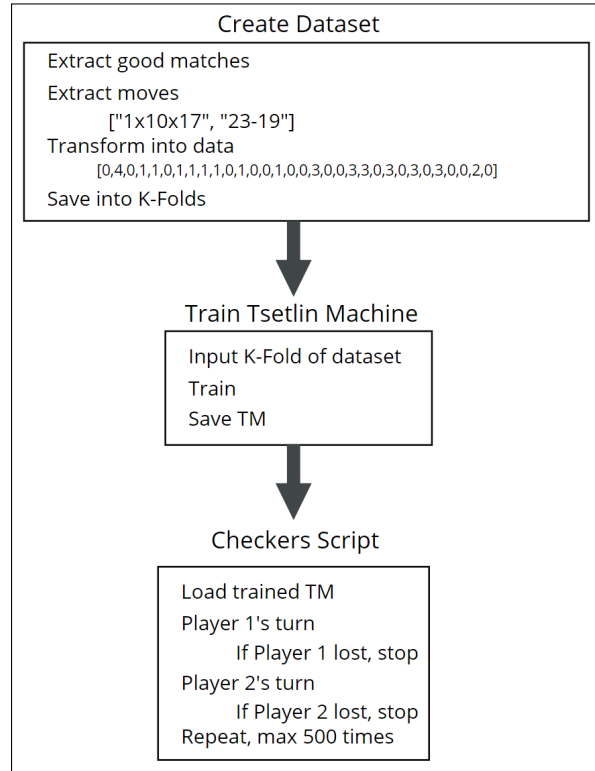 Create Dataset
Extract good matches
Extract moves
["1x10x17", "23-19"]
Transform into data
[0,4,0,1,1,0,1,1,1,1,0,1,0,0,1,0,0,3,0,0,3,3,0,3,0,3,0,3,0,0,2,0]
Save into K-Folds
Train Tsetlin Machine
Input K-Fold of dataset
Train
Save TM
Checkers Script
Load trained TM
Player 1's turn
If Player 1 lost, stop
Player 2's turn
If Player 2 lost, stop
Repeat, max 500 times